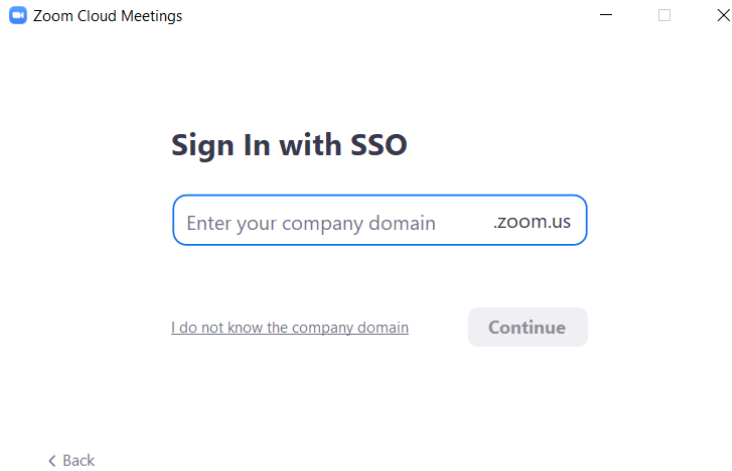 Zoom Cloud Meetings
Sign In with SSO
Enter your company domain .zoom.us
I do not know the company domain Continue
Back